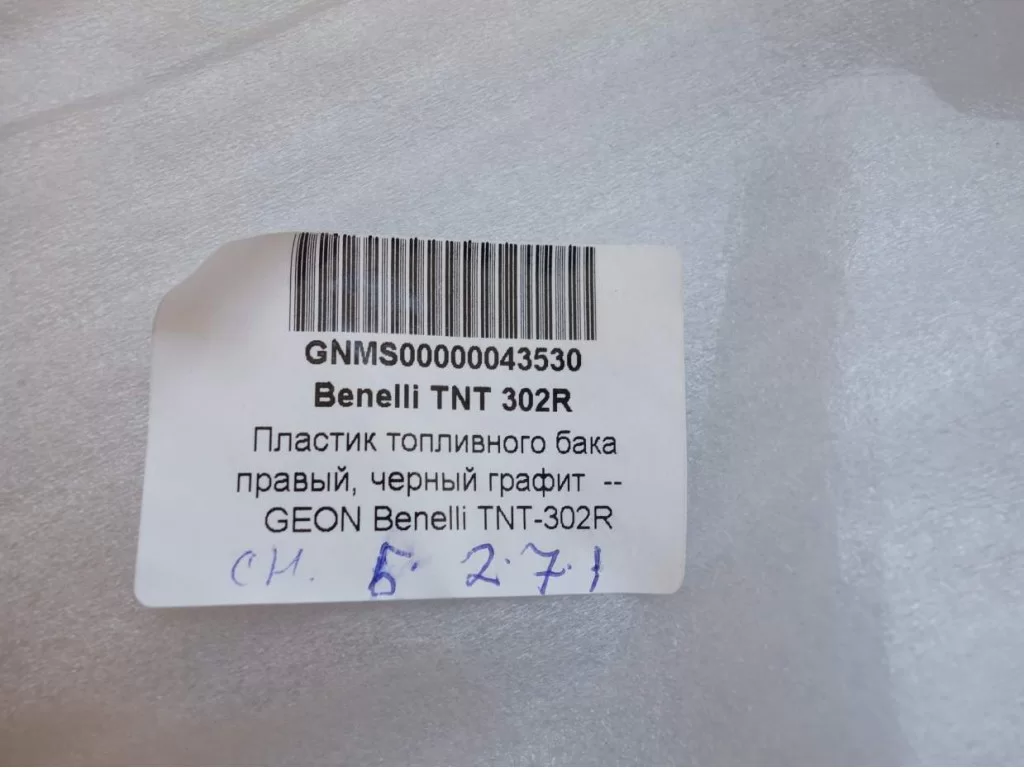 GNMS00000043530
Benelli TNT 302R
Пластик топливного бака
правый, черный графит --
GEON Benelli TNT-302R
СН. Б. 2.7.1